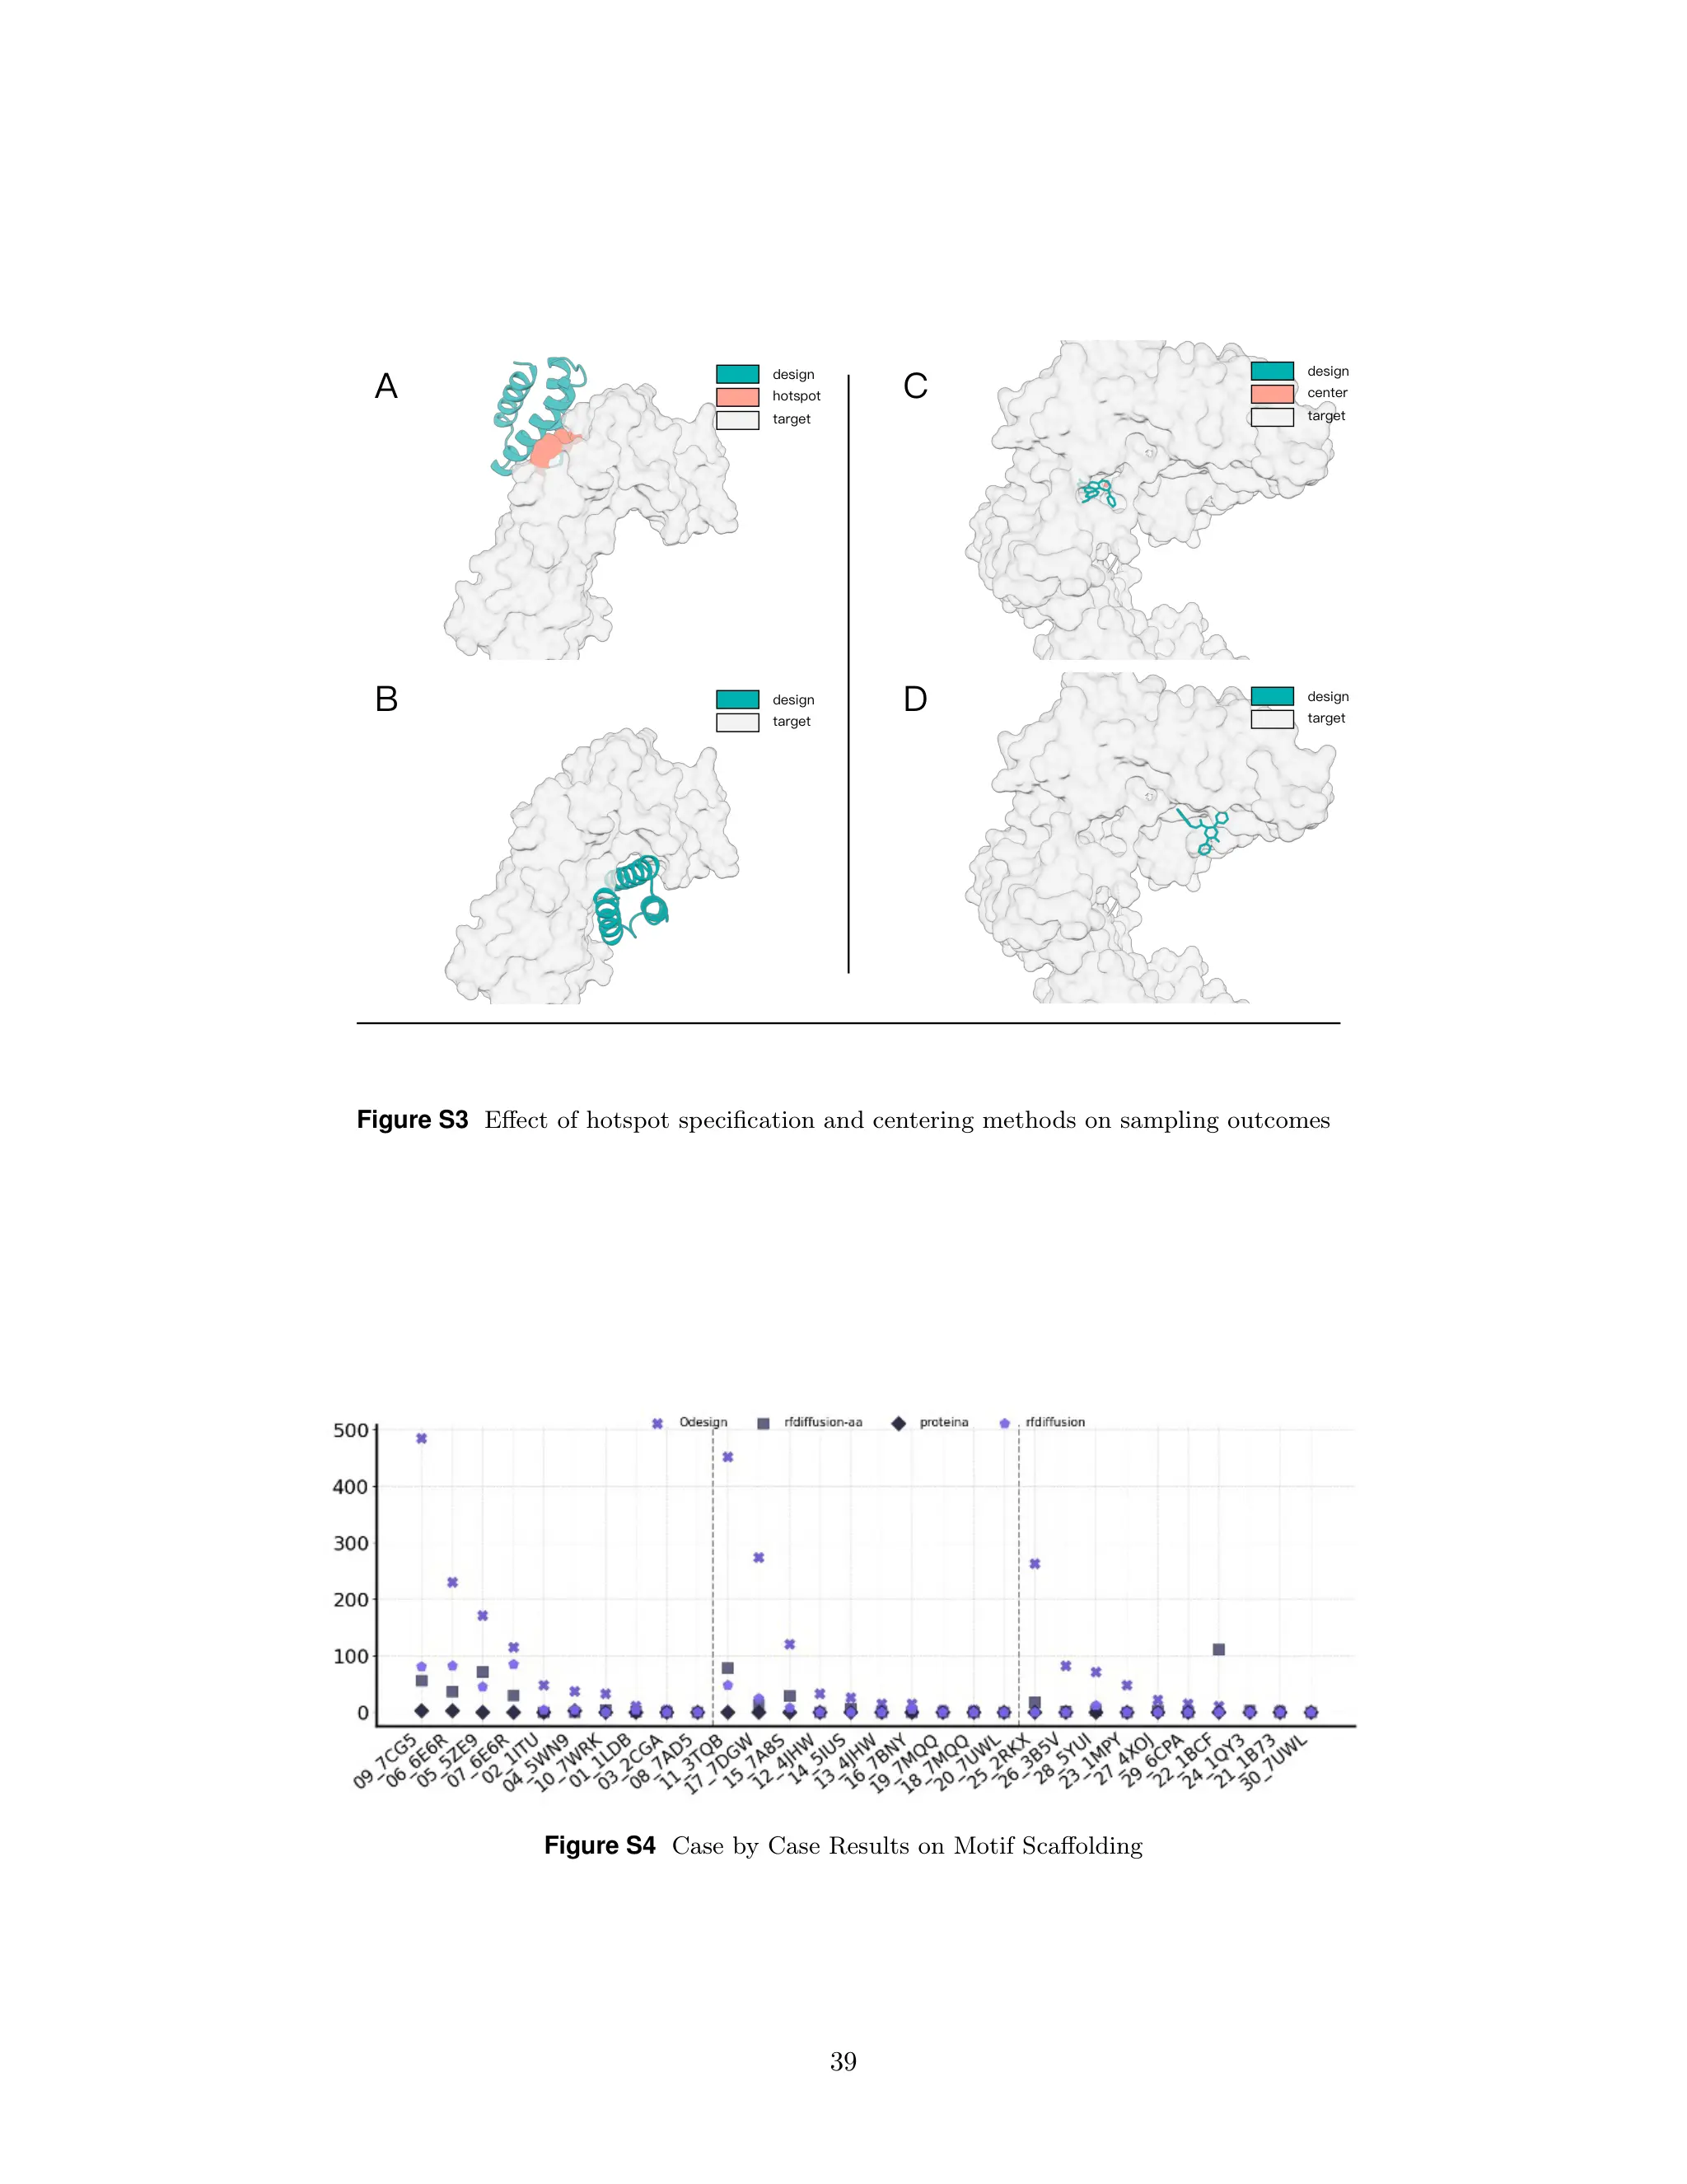 A
design
hotspot
target
B
design
target
C
design
center
target
D
design
target
Figure S3 Effect of hotspot specification and centering methods on sampling outcomes
Odesign rfdiffusion-aa proteina rfdiffusion
500
400
300
200
100
0
09_7CG5
06_6E6R
05_5ZE9
07_6E6R
02_1ITU
04_5WN9
10_7WRK
01_1LDB
03_2CGA
08_7AD5
11_3TQB
17_7DGW
15_7A8S
12_4JHW
14_5IUS
13_4JHW
16_7BNY
19_7MQQ
18_7MQQ
20_7UWL
25_2RKX
26_3B5V
28_5YUI
23_1MPY
27_4XOJ
29_6CPA
22_1BCF
24_1QY3
21_1B73
30_7UWL
Figure S4 Case by Case Results on Motif Scaffolding
39